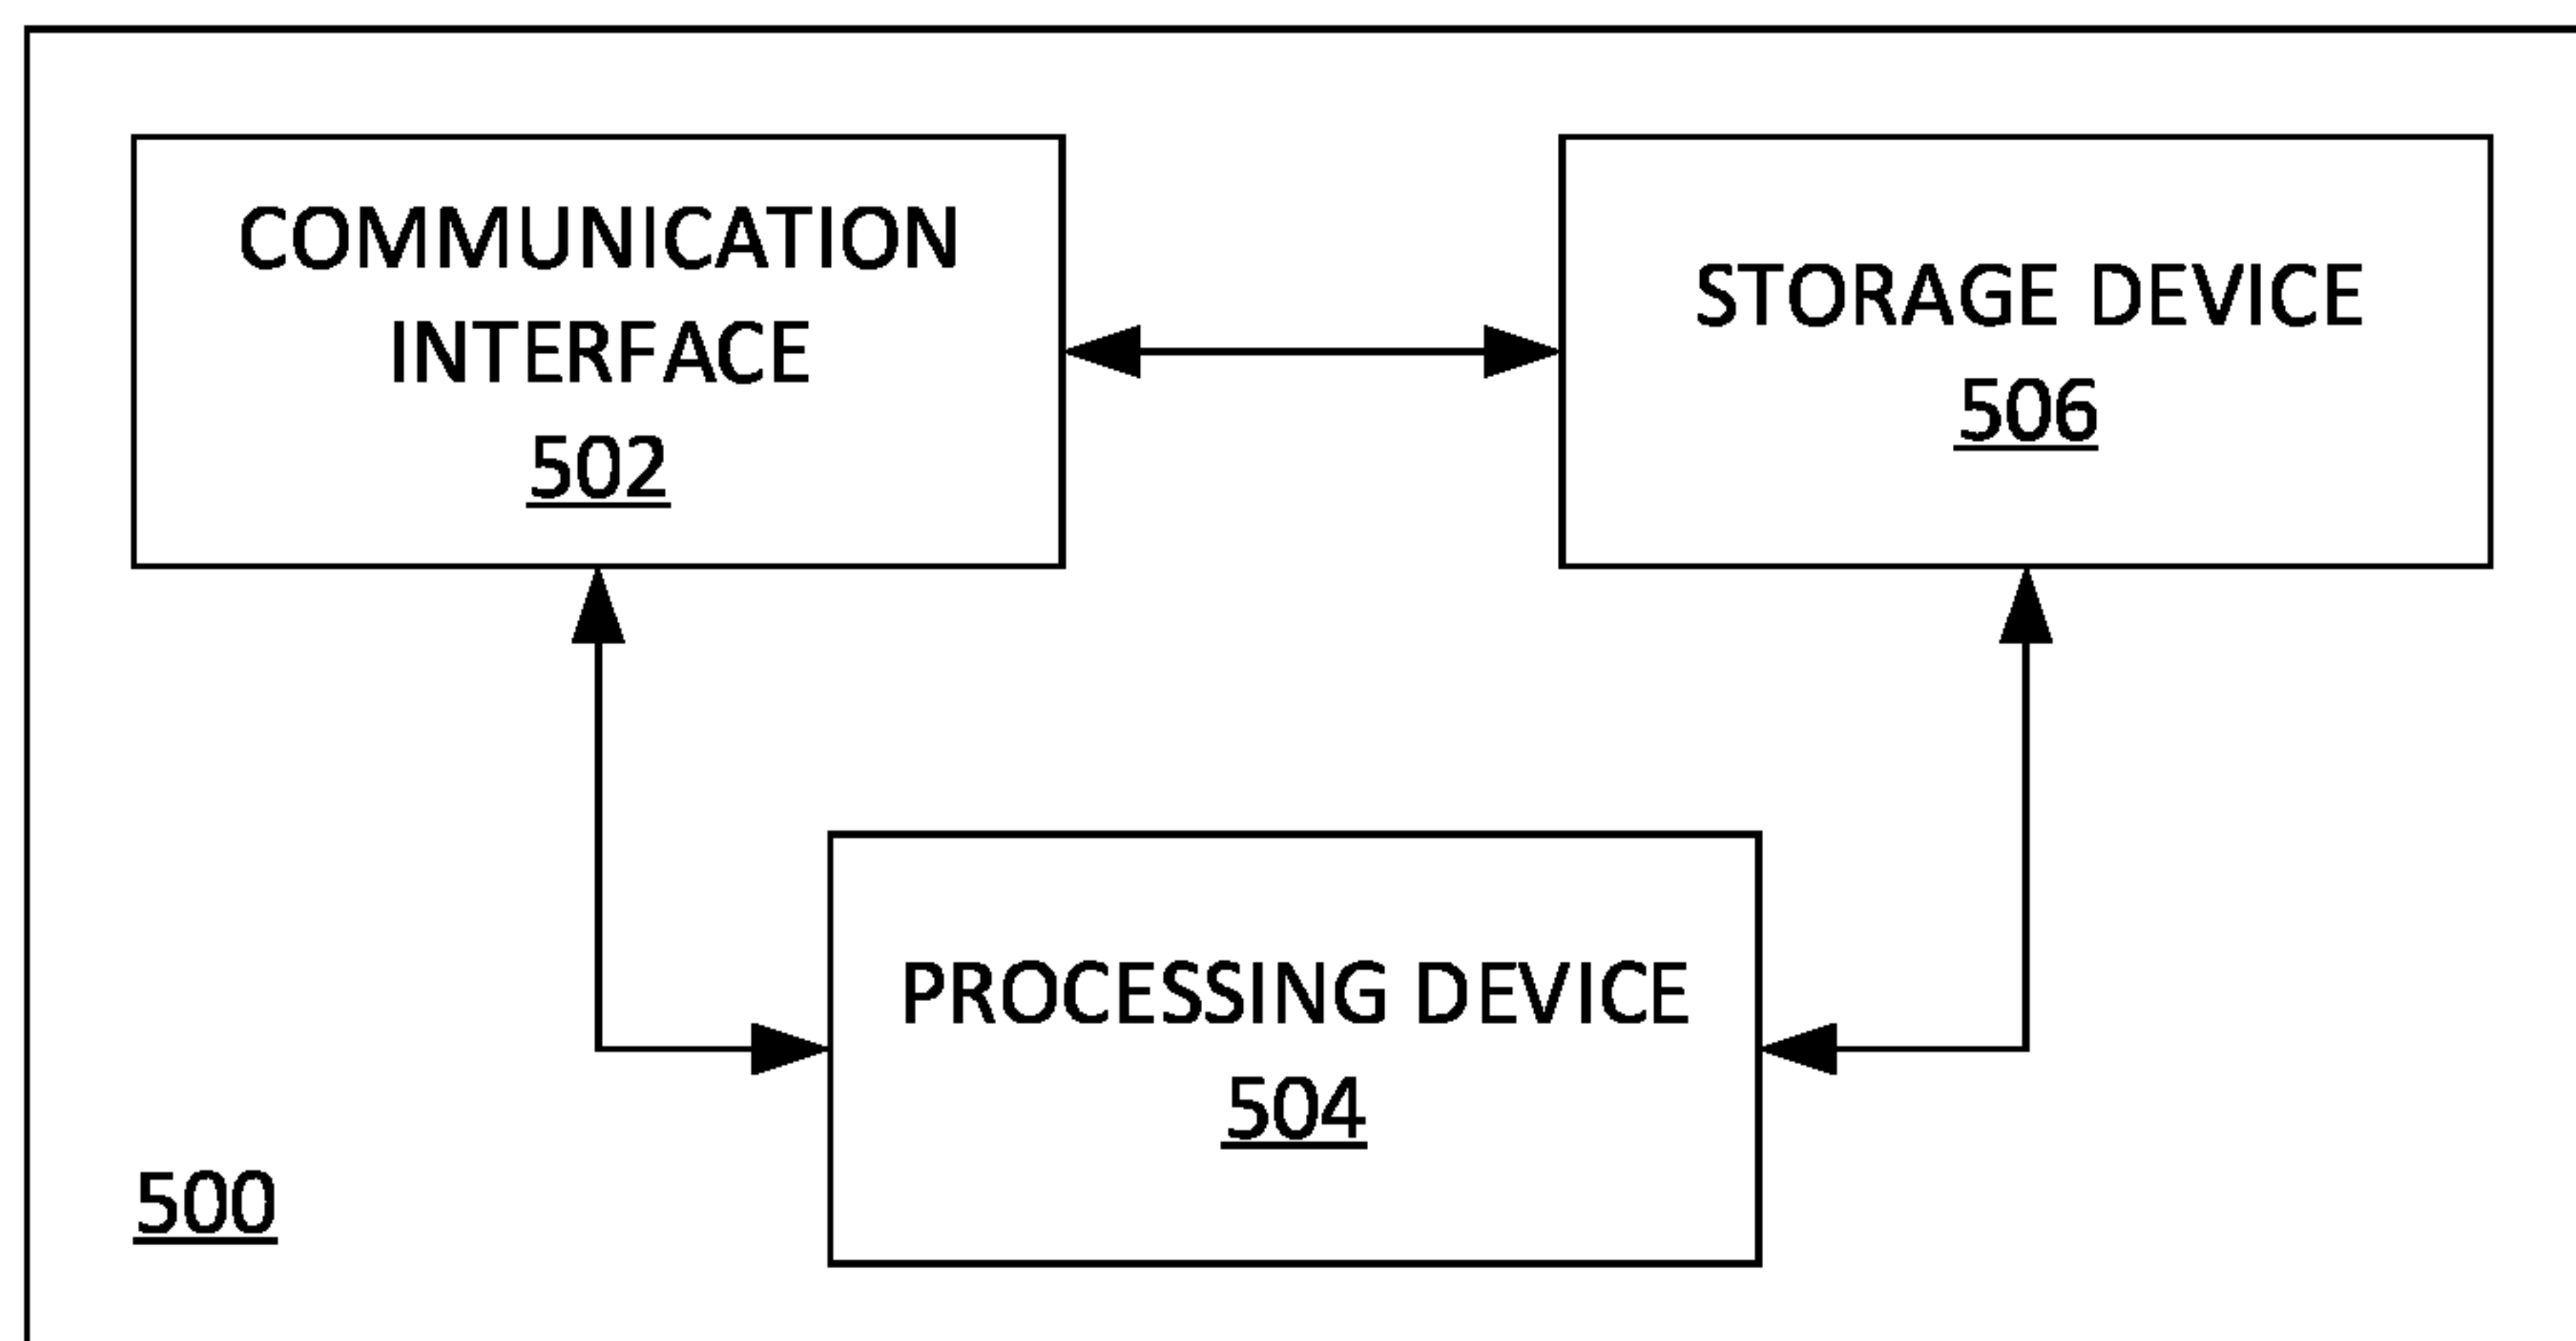 COMMUNICATION
INTERFACE
502
STORAGE DEVICE
506
PROCESSING DEVICE
504
500